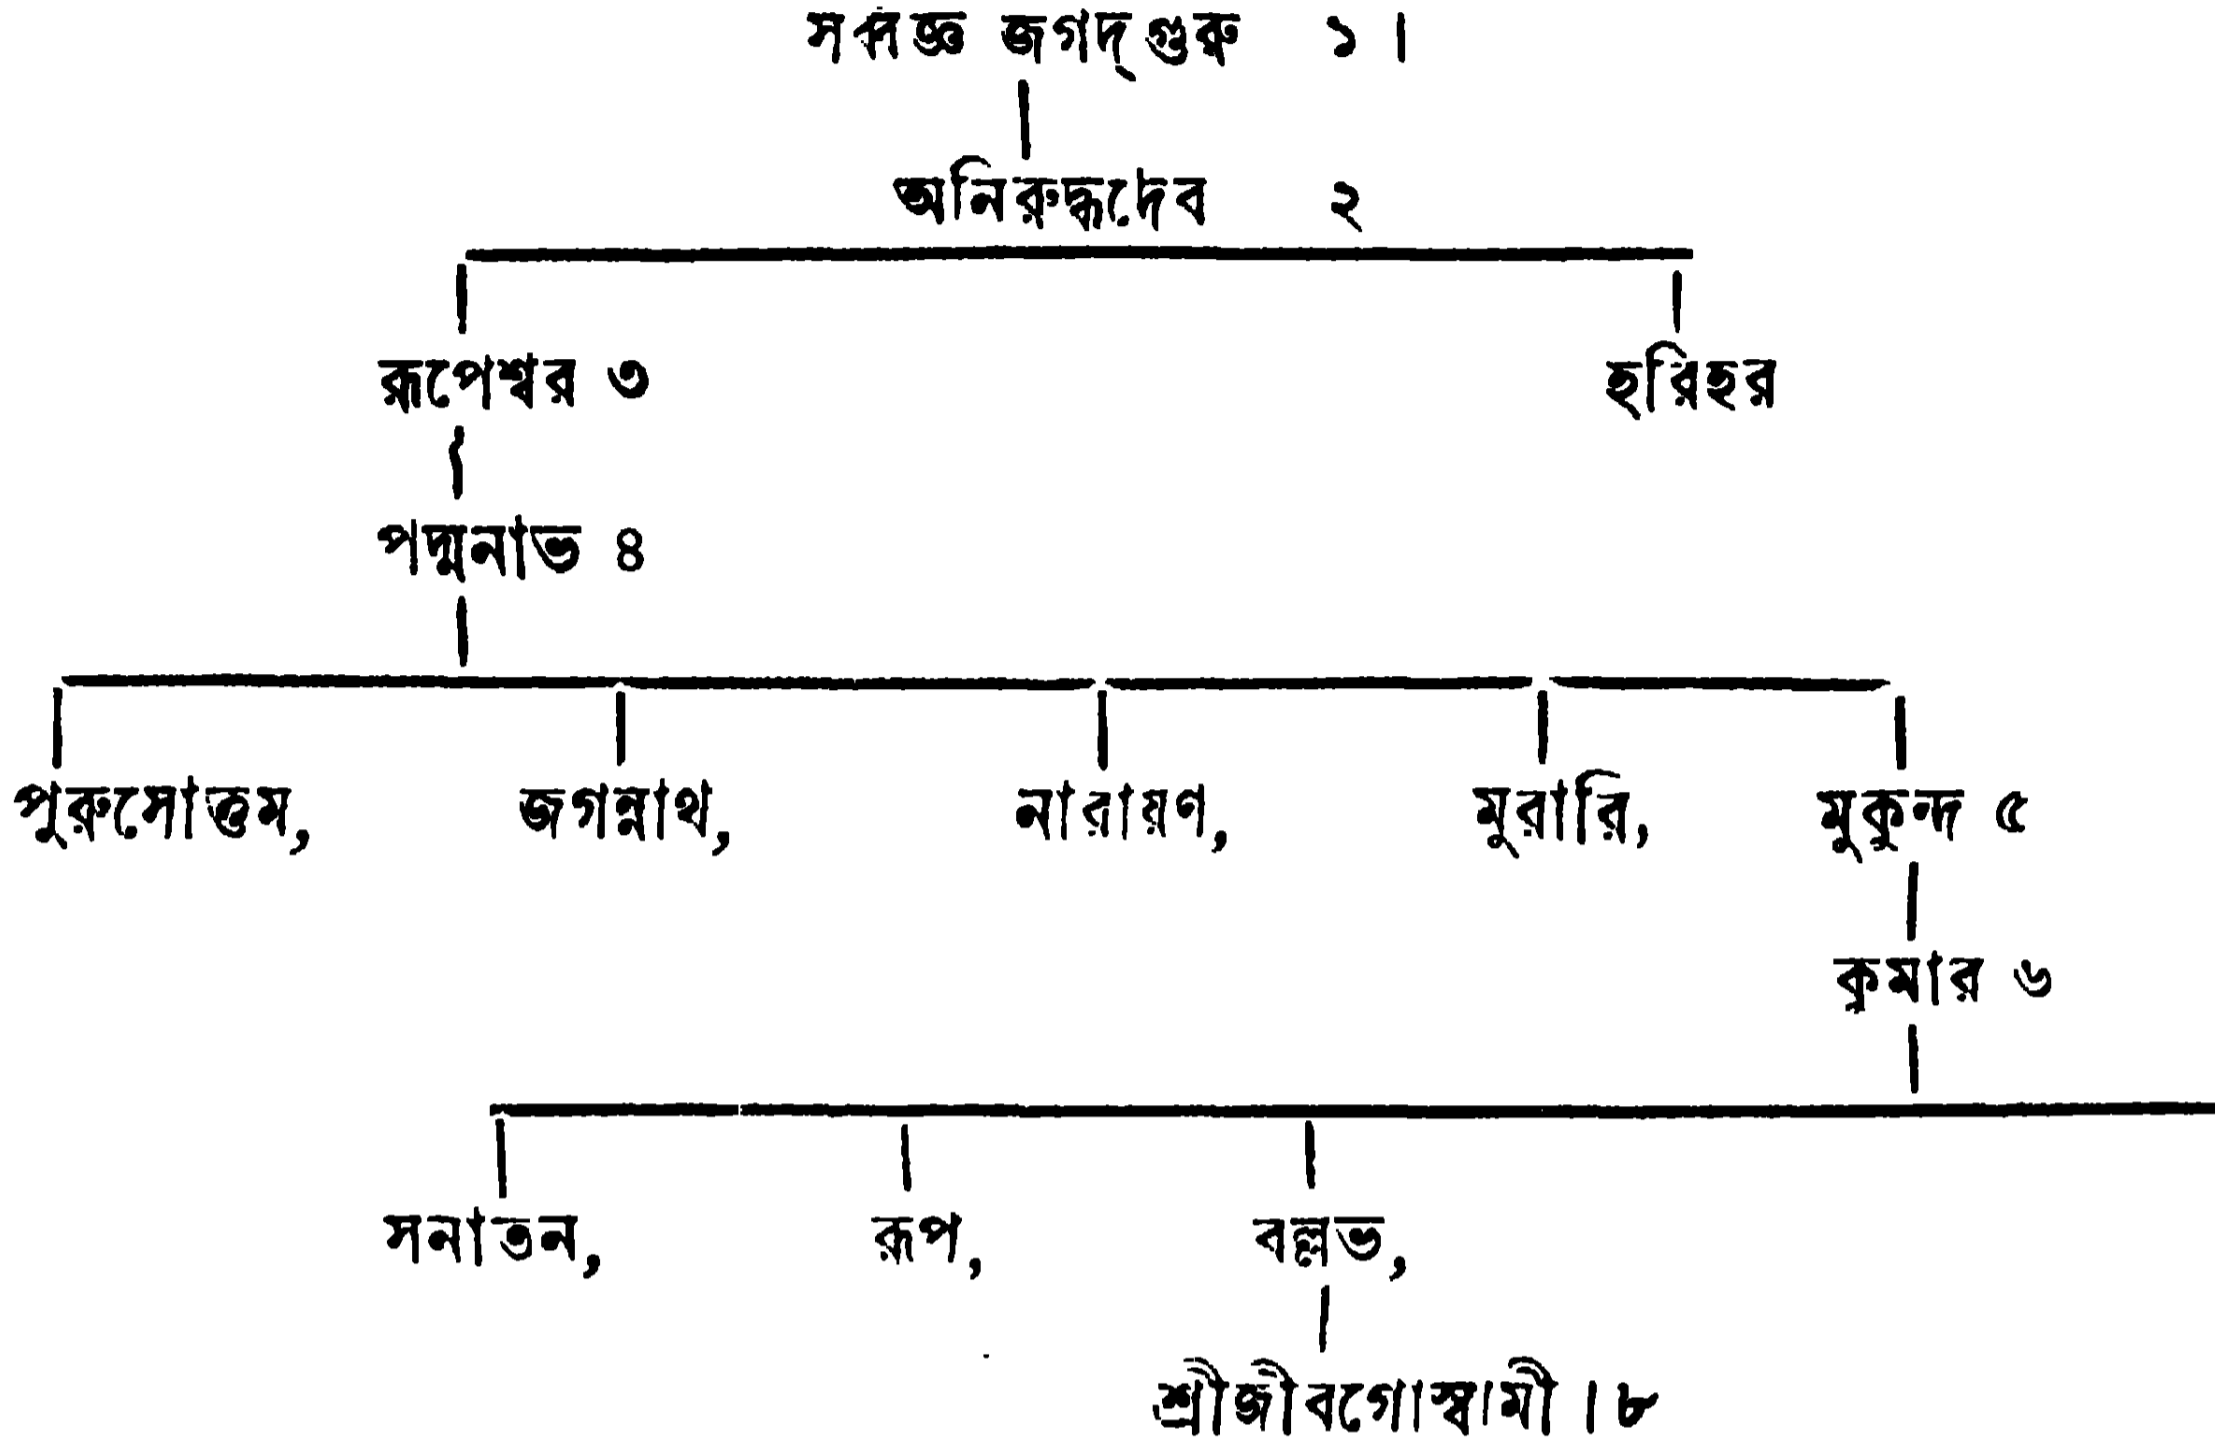 সর্বজ্ঞ জগদ্‌গুরু ১।
অনিরুদ্ধদেব ২
রূপেশ্বর ৩ হরিহর
পদ্মনাভ ৪
পুরুসোত্তম, জগন্নাথ, নারায়ণ, মুরারি, মুকুন্দ ৫
কুমার ৬
সনাতন, রূপ, বল্লভ,
শ্রীজীবগোস্বামী।৮